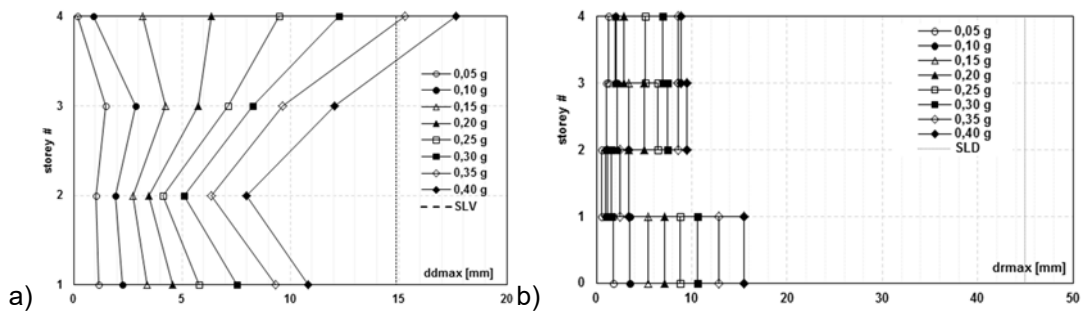 a)
storey #
4
3
2
1
0,05 g
0,10 g
0,15 g
0,20 g
0,25 g
0,30 g
0,35 g
0,40 g
SLV
ddmax [mm]
0 5 10 15 20
b)
storey #
4
3
2
1
0
0,05 g
0,10 g
0,15 g
0,20 g
0,25 g
0,30 g
0,35 g
0,40 g
SLD
drmax [mm]
0 10 20 30 40 50